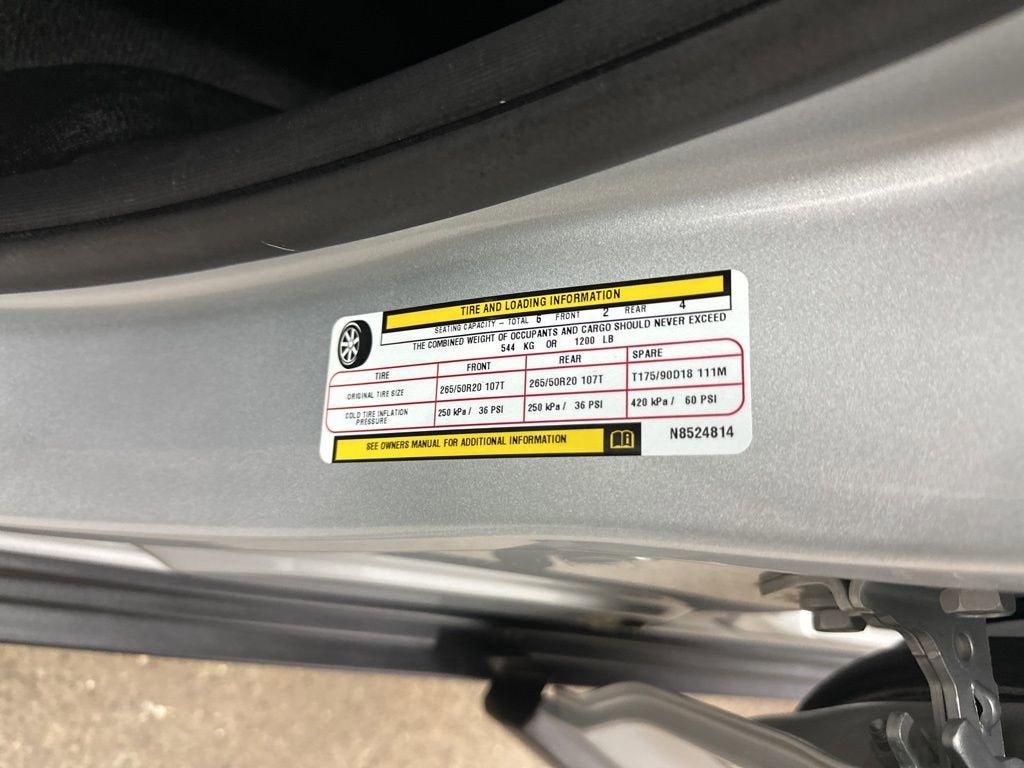 TIRE AND LOADING INFORMATION
SEATING CAPACITY - TOTAL 6 FRONT 2 REAR 4
THE COMBINED WEIGHT OF OCCUPANTS AND CARGO SHOULD NEVER EXCEED
544 KG OR 1200 LB
TIRE FRONT REAR SPARE
ORIGINAL TIRE SIZE 265/50R20 107T 265/50R20 107T T175/90D18 111M
COLD TIRE INFLATION PRESSURE 250 kPa / 36 PSI 250 kPa / 36 PSI 420 kPa / 60 PSI
SEE OWNERS MANUAL FOR ADDITIONAL INFORMATION
N8524814